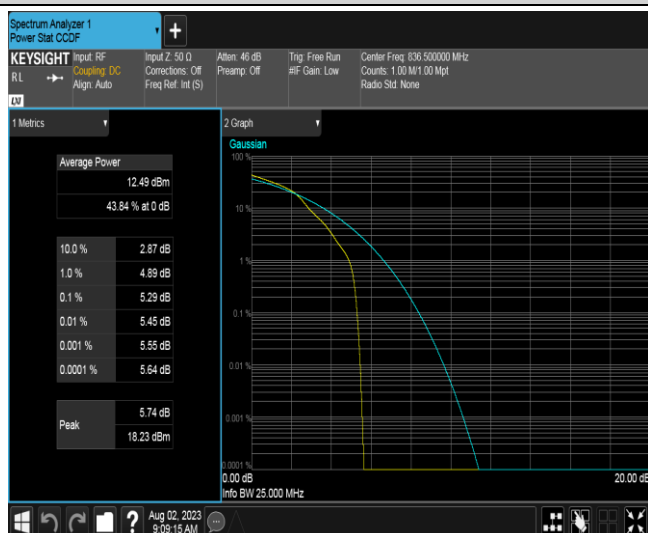 Spectrum Analyzer 1
Power Stat CCDF
+
KEYSIGHT
RL
LXI
Input: RF
Coupling: DC
Align: Auto
Input Z: 50 Ω
Corrections: Off
Freq Ref: Int (S)
Atten: 46 dB
Preamp: Off
Trig: Free Run
#IF Gain: Low
Center Freq: 836.500000 MHz
Counts: 1.00 M/1.00 Mpt
Radio Std: None
1 Metrics
Average Power
12.49 dBm
43.84 % at 0 dB
10.0 % 2.87 dB
1.0 % 4.89 dB
0.1 % 5.29 dB
0.01 % 5.45 dB
0.001 % 5.55 dB
0.0001 % 5.64 dB
Peak
5.74 dB
18.23 dBm
2 Graph
Gaussian
100 %
10 %
1 %
0.1 %
0.01 %
0.001 %
0.0001 %
0.00 dB 20.00 dB
Info BW 25.000 MHz
?
Aug 02, 2023
9:09:15 AM